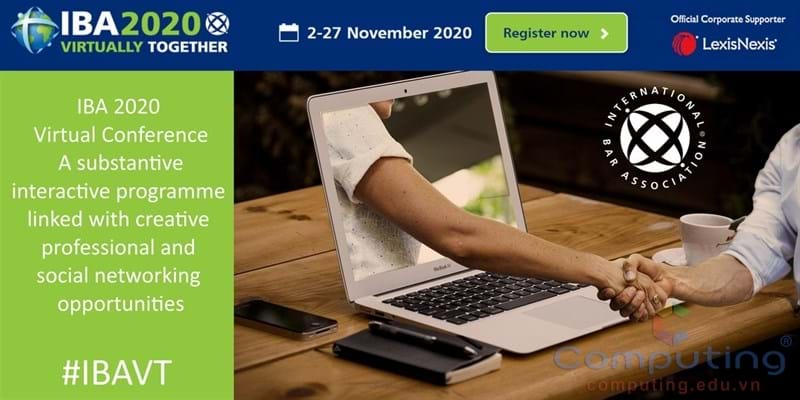 IBA2020
VIRTUALLY TOGETHER
2-27 November 2020
Register now
Official Corporate Supporter
LexisNexis®
IBA 2020
Virtual Conference
A substantive
interactive programme
linked with creative
professional and
social networking
opportunities
#IBAVT
INTERNATIONAL®
BAR ASSOCIATION
MacBook Air
Computing®
computing.edu.vn